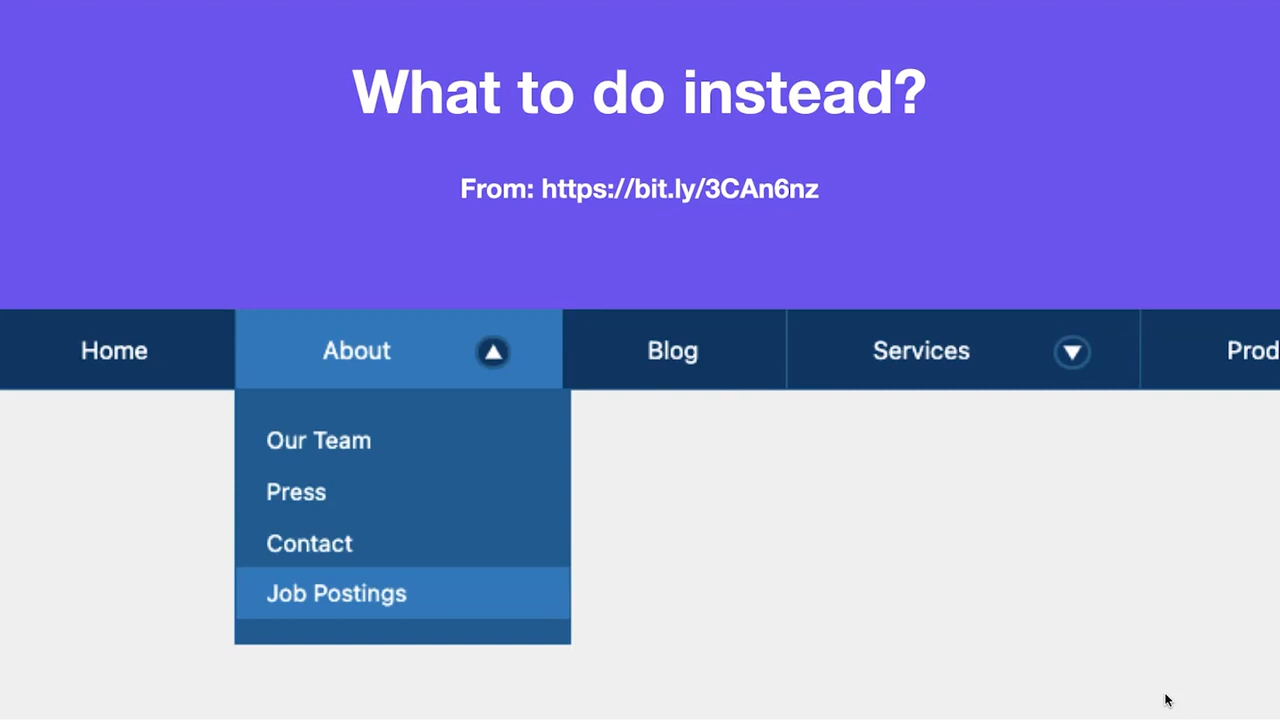 What to do instead?
From: https://bit.ly/3CAn6nz
Home About Blog Services Prod
Our Team
Press
Contact
Job Postings